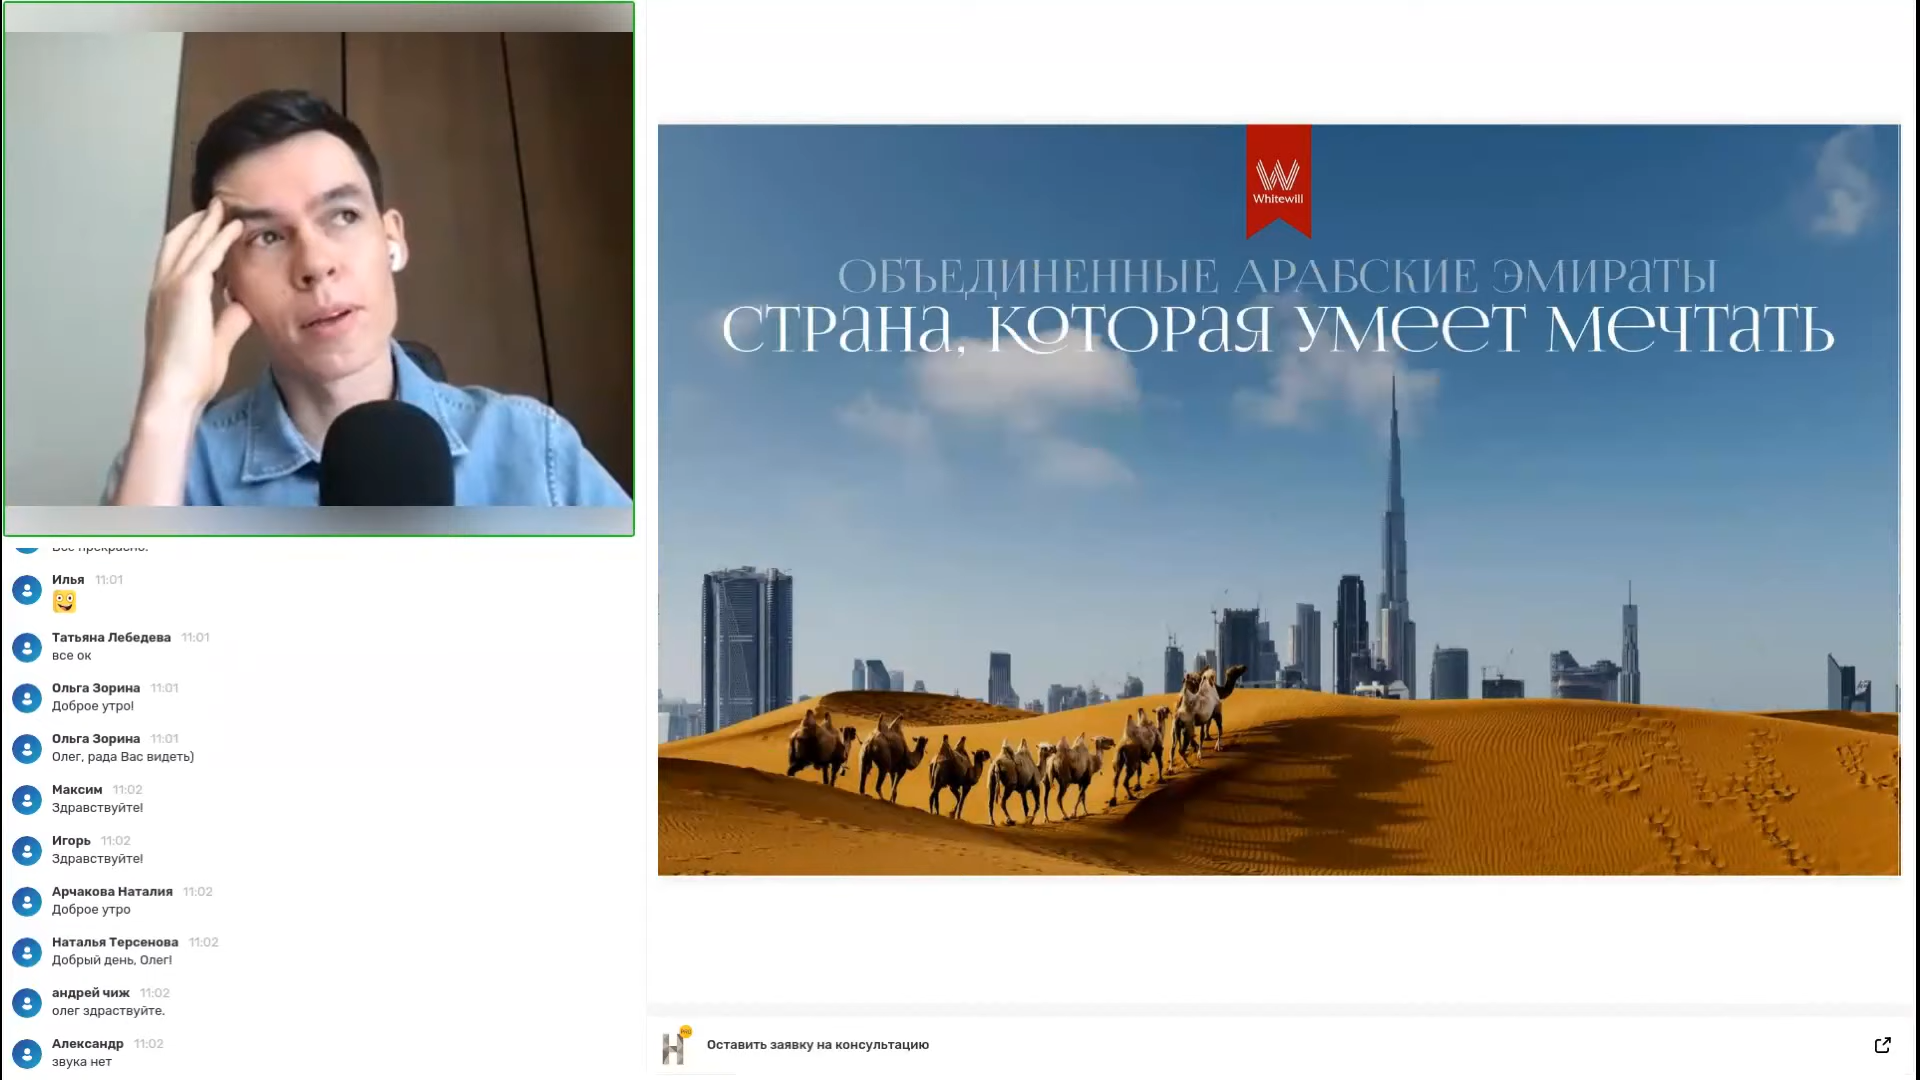 Все прекрасно.
Илья 11:01
Татьяна Лебедева 11:01
все ок
Ольга Зорина 11:01
Доброе утро!
Ольга Зорина 11:01
Олег, рада Вас видеть)
Максим 11:02
Здравствуйте!
Игорь 11:02
Здравствуйте!
Арчакова Наталия 11:02
Доброе утро
Наталья Терсенова 11:02
Добрый день, Олег!
андрей чиж 11:02
олег здраствуйте.
Александр 11:02
звука нет
Whitewill
ОБЪЕДИНЕННЫЕ АРАБСКИЕ ЭМИРАТЫ
СТРАНА, КОТОРАЯ УМЕЕТ МЕЧТАТЬ
Оставить заявку на консультацию